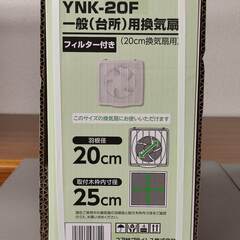 YNK-20F
一般(台所)用換気扇
フィルター付き
(20cm換気扇用)
このサイズの換気扇にお使いいただけます
羽根径
20cm
取付木枠内寸寸径
25cm